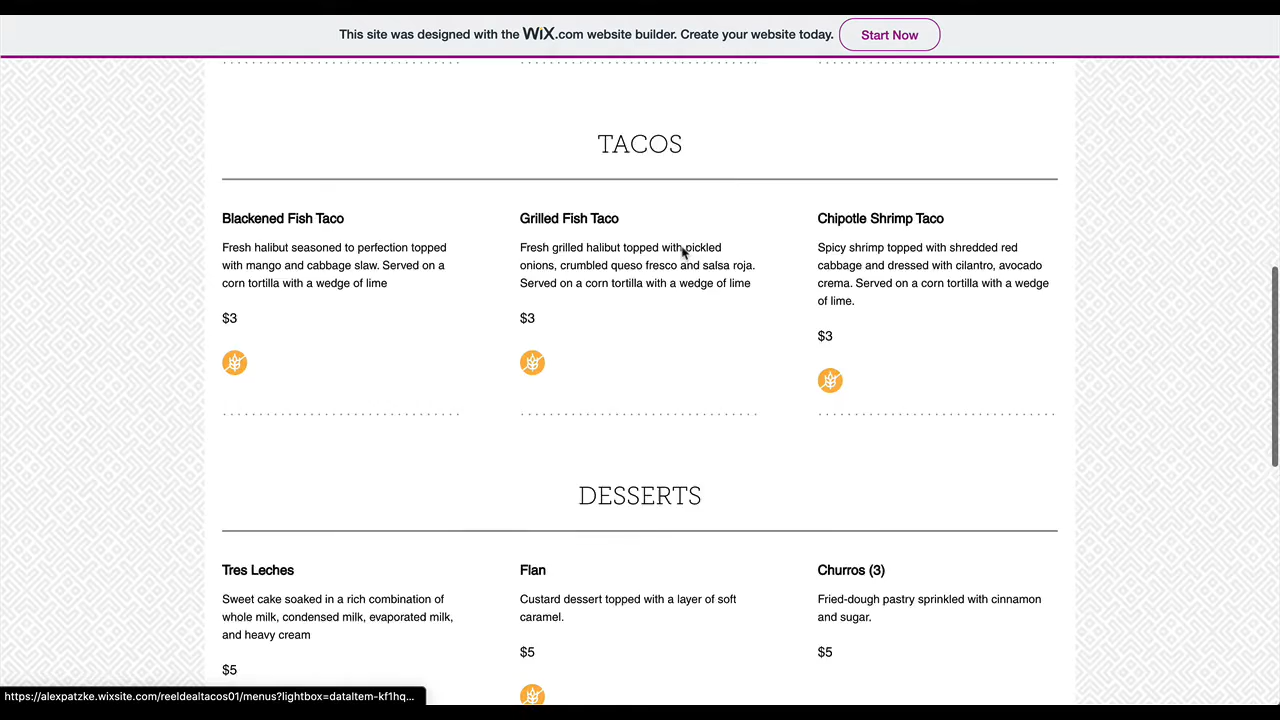 This site was designed with the WiX.com website builder. Create your website today. Start Now
TACOS
Blackened Fish Taco
Fresh halibut seasoned to perfection topped
with mango and cabbage slaw. Served on a
corn tortilla with a wedge of lime
$3
Grilled Fish Taco
Fresh grilled halibut topped with pickled
onions, crumbled queso fresco and salsa roja.
Served on a corn tortilla with a wedge of lime
$3
Chipotle Shrimp Taco
Spicy shrimp topped with shredded red
cabbage and dressed with cilantro, avocado
crema. Served on a corn tortilla with a wedge
of lime.
$3
DESSERTS
Tres Leches
Sweet cake soaked in a rich combination of
whole milk, condensed milk, evaporated milk,
and heavy cream
$5
Flan
Custard dessert topped with a layer of soft
caramel.
$5
Churros (3)
Fried-dough pastry sprinkled with cinnamon
and sugar.
$5
https://alexpatzke.wixsite.com/reeldealtacos01/menus?lightbox=dataItem-kf1hq...